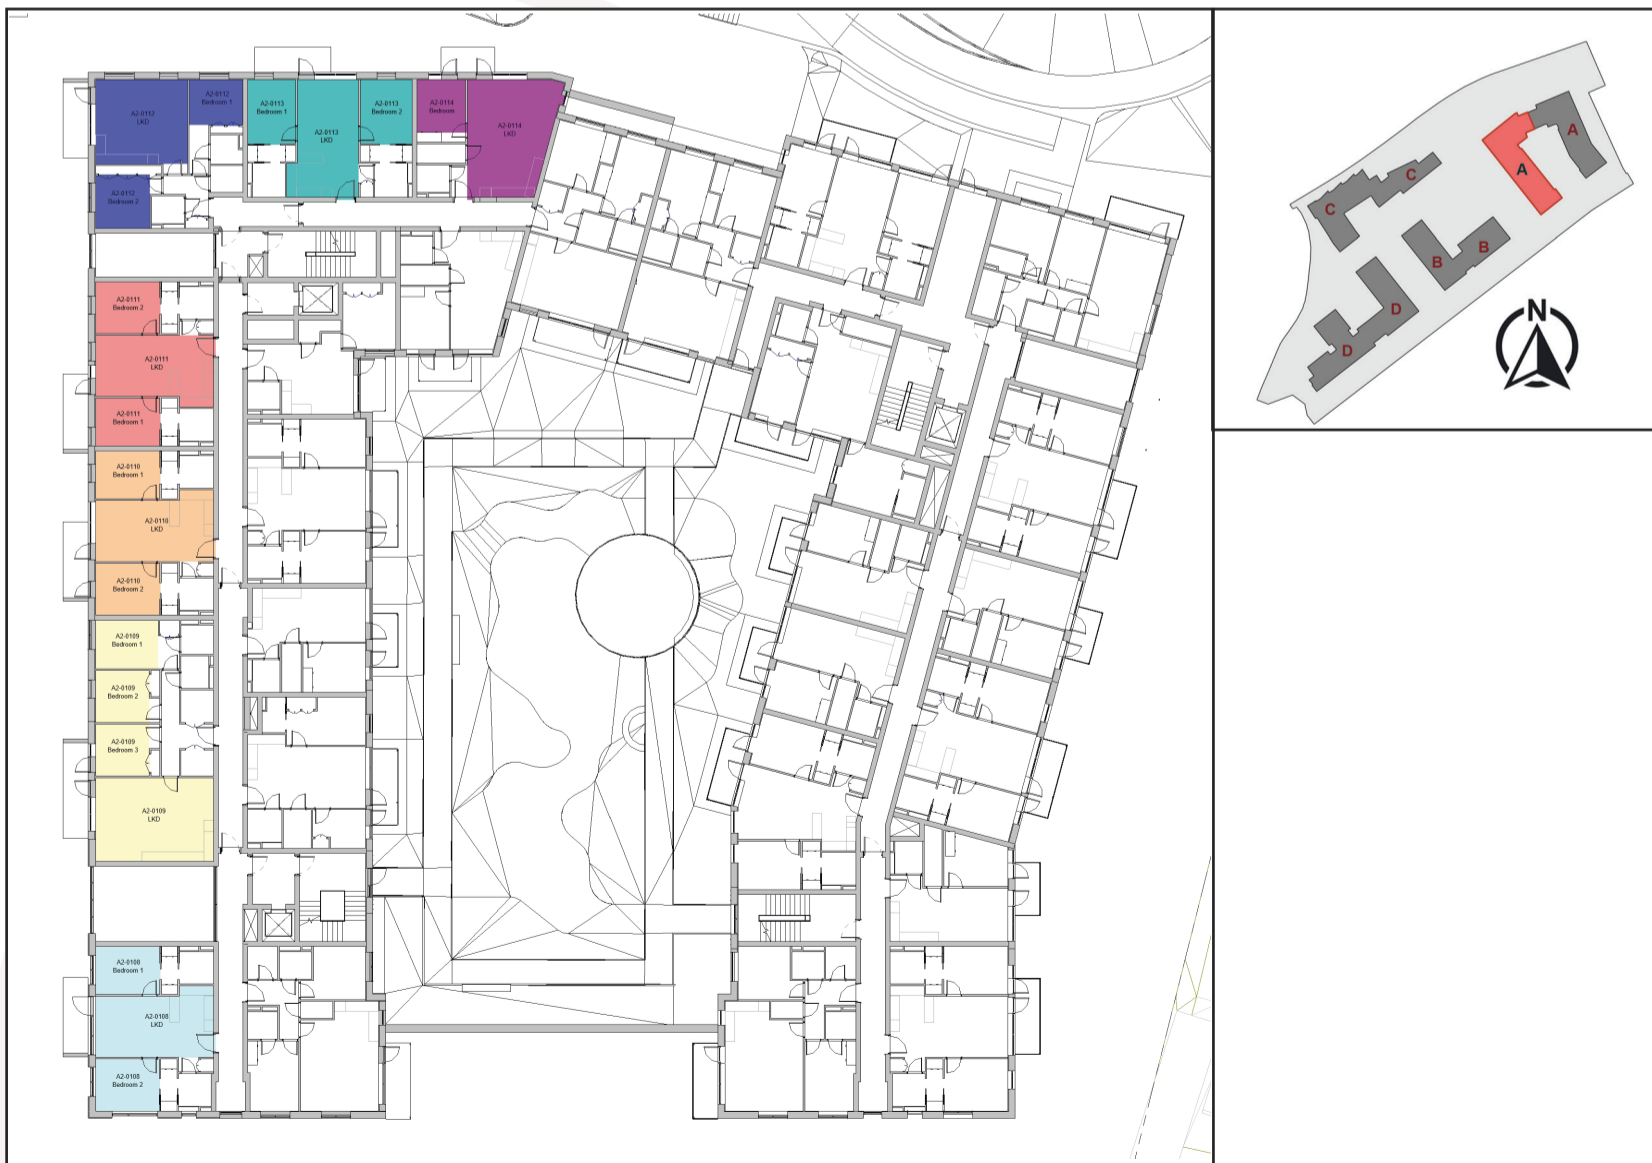 A2-0112
LKD
A2-0112
Bedroom 1
A2-0113
Bedroom 1
A2-0113
LKD
A2-0113
Bedroom 2
A2-0114
Bedroom
A2-0114
LKD
A2-0112
Bedroom 2
A2-0111
Bedroom 2
A2-0111
LKD
A2-0111
Bedroom 1
A2-0110
Bedroom 1
A2-0110
LKD
A2-0110
Bedroom 2
A2-0109
Bedroom 1
A2-0109
Bedroom 2
A2-0109
Bedroom 3
A2-0109
LKD
A2-0108
Bedroom 1
A2-0108
LKD
A2-0108
Bedroom 2
A
A
C
C
B
B
D
D
N